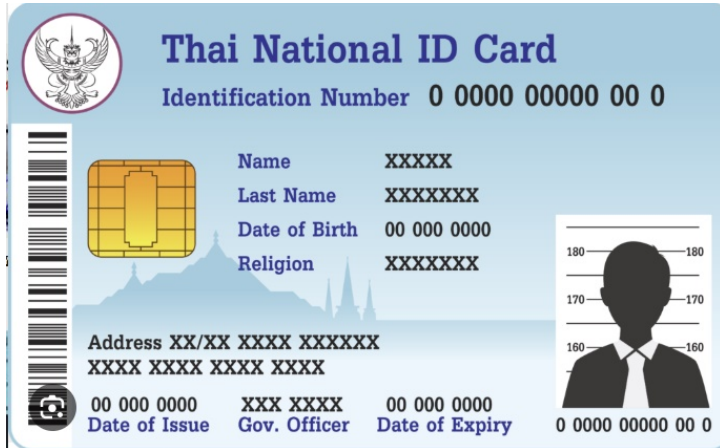 Thai National ID Card
Identification Number 0 0000 00000 00 0
Name XXXXX
Last Name XXXXXXX
Date of Birth 00 000 0000
Religion XXXXXXX
180 180
170 170
160 160
Address XX/XX XXXX XXXXXX
XXXX XXXX XXXX XXXX
00 000 0000 XXX XXXX 00 000 0000
Date of Issue Gov. Officer Date of Expiry
0 0000 00000 00 0